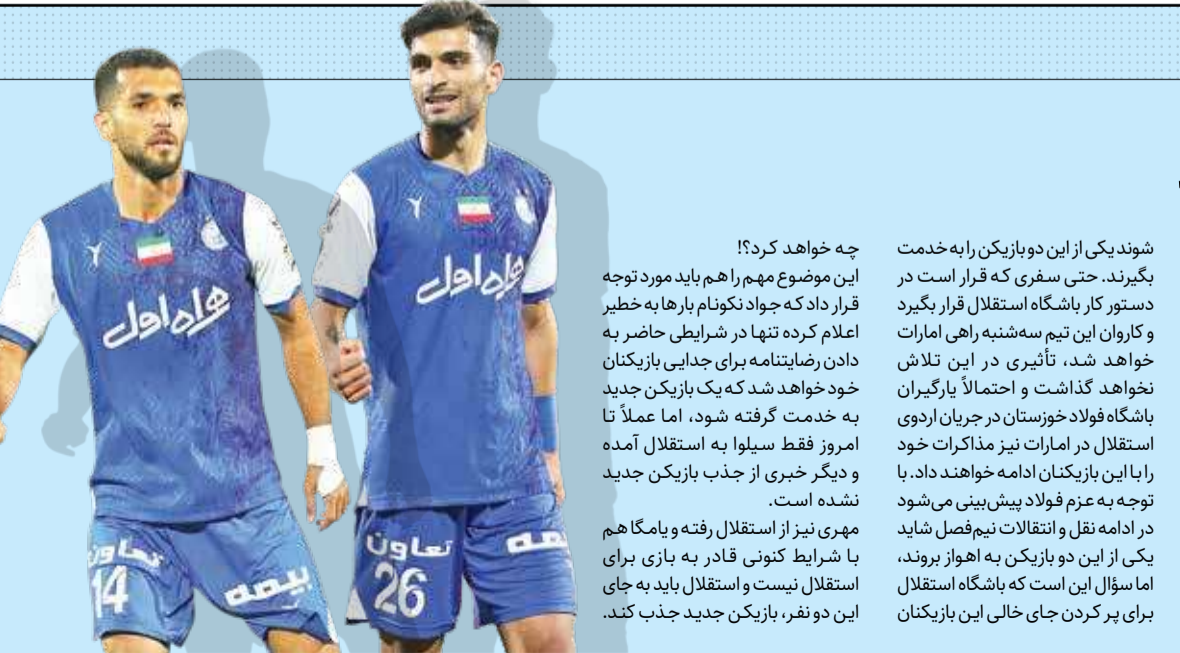 شوند یکی از این دو بازیکن را به خدمت
بگیرند. حتی سفری که قرار است در
دستور کار باشگاه استقلال قرار بگیرد
و کاروان این تیم سه‌شنبه راهی امارات
خواهد شد، تأثیری در این تلاش
نخواهد گذاشت و احتمالاً یارگیران
باشگاه فولاد خوزستان در جریان اردوی
استقلال در امارات نیز مذاکرات خود
را با این بازیکنان ادامه خواهند داد. با
توجه به عزم فولاد پیش‌بینی می‌شود
در ادامه نقل و انتقالات نیم‌فصل شاید
یکی از این دو بازیکن به اهواز بروند،
اما سؤال این است که باشگاه استقلال
برای پر کردن جای خالی این بازیکنان
چه خواهد کرد؟!
این موضوع مهم را هم باید مورد توجه
قرار داد که جواد نکونام بارها به خطیر
اعلام کرده تنها در شرایطی حاضر به
دادن رضایتنامه برای جدایی بازیکنان
خود خواهد شد که یک بازیکن جدید
به خدمت گرفته شود، اما عملاً تا
امروز فقط سیلوا به استقلال آمده
و دیگر خبری از جذب بازیکن جدید
نشده است.
مهری نیز از استقلال رفته و یامگا هم
با شرایط کنونی قادر به بازی برای
استقلال نیست و استقلال باید به جای
این دو نفر، بازیکن جدید جذب کند.
همراه اول
تعاون
26
بیمه
همراه اول
تعاون
14
بیمه